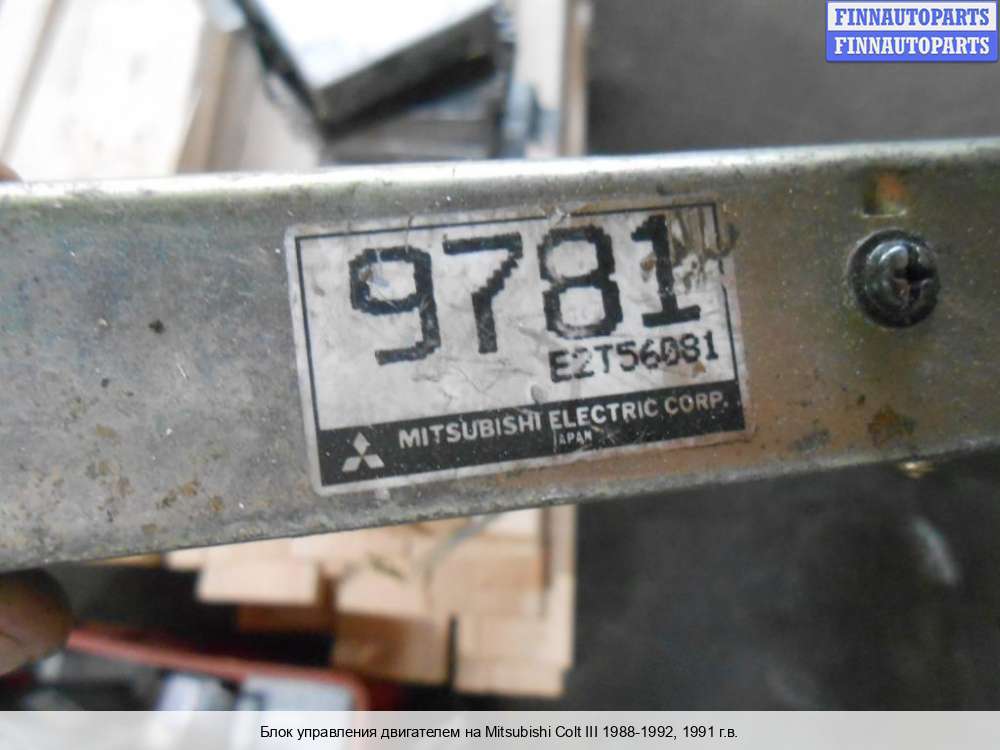 FINNAUTOPARTS
FINNAUTOPARTS
9781
E2T56081
MITSUBISHI ELECTRIC CORP.
JAPAN
Блок управления двигателем на Mitsubishi Colt III 1988-1992, 1991 г.в.